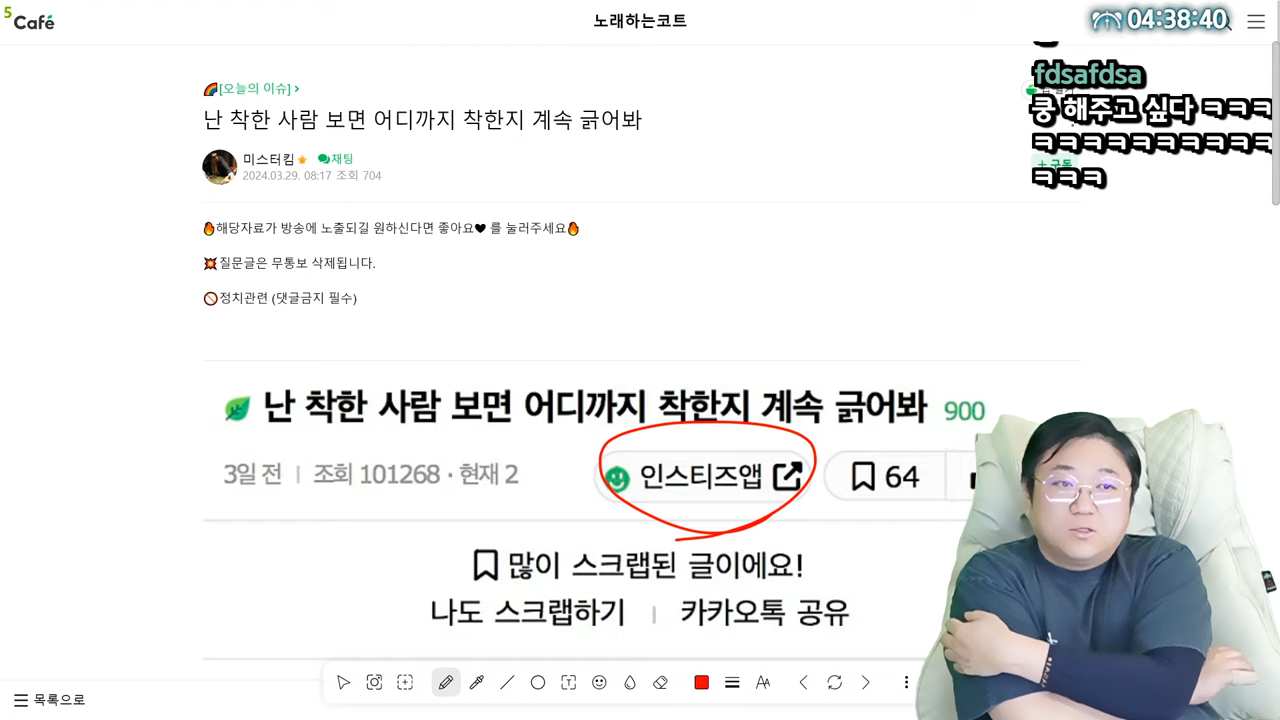 5
Café
노래하는코트
04:38:40
fdsafdsa
쿵 해주고 싶다 ㅋㅋㅋ
ㅋㅋㅋㅋㅋㅋㅋㅋㅋㅋ
ㅋㅋㅋ
[오늘의 이슈] >
난 착한 사람 보면 어디까지 착한지 계속 긁어봐
미스터킴
채팅
2024.03.29. 08:17 조회 704
+ 구독
해당자료가 방송에 노출되길 원하신다면 좋아요🖤 를 눌러주세요
질문글은 무통보 삭제됩니다.
정치관련 (댓글금지 필수)
난 착한 사람 보면 어디까지 착한지 계속 긁어봐 900
3일 전 | 조회 101268 · 현재 2
인스티즈앱
64
많이 스크랩된 글이에요!
나도 스크랩하기 | 카카오톡 공유
목록으로